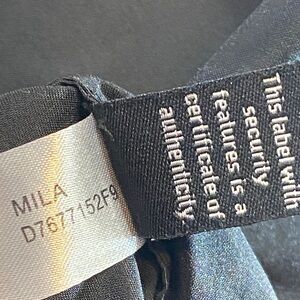 MILA
D7677152F9
This label with
security
features is a
certificate of
authenticity